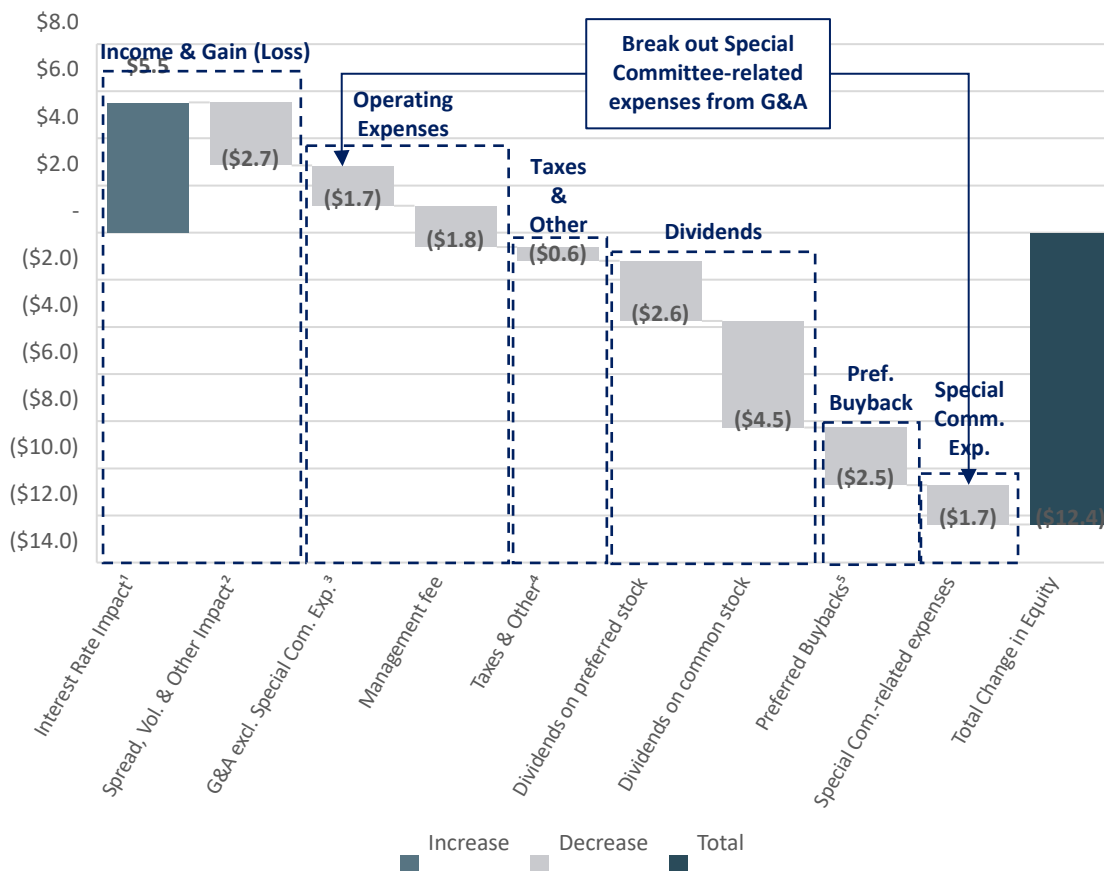 $8.0
$6.0
$4.0
$2.0
-
($2.0)
($4.0)
($6.0)
($8.0)
($10.0)
($12.0)
($14.0)
Income & Gain (Loss)
$5.5
($2.7)
Operating
Expenses
($1.7)
($1.8)
Break out Special
Committee-related
expenses from G&A
Taxes
&
Other
($0.6)
Dividends
($2.6)
($4.5)
Pref.
Buyback
($2.5)
Special
Comm.
Exp.
($1.7)
($12.4)
Interest Rate Impact¹
Spread, Vol. & Other Impact²
G&A excl. Special Com. Exp.³
Management fee
Taxes & Other⁴
Dividends on preferred stock
Dividends on common stock
Preferred Buybacks⁵
Special Com.-related expenses
Total Change in Equity
Increase
Decrease
Total